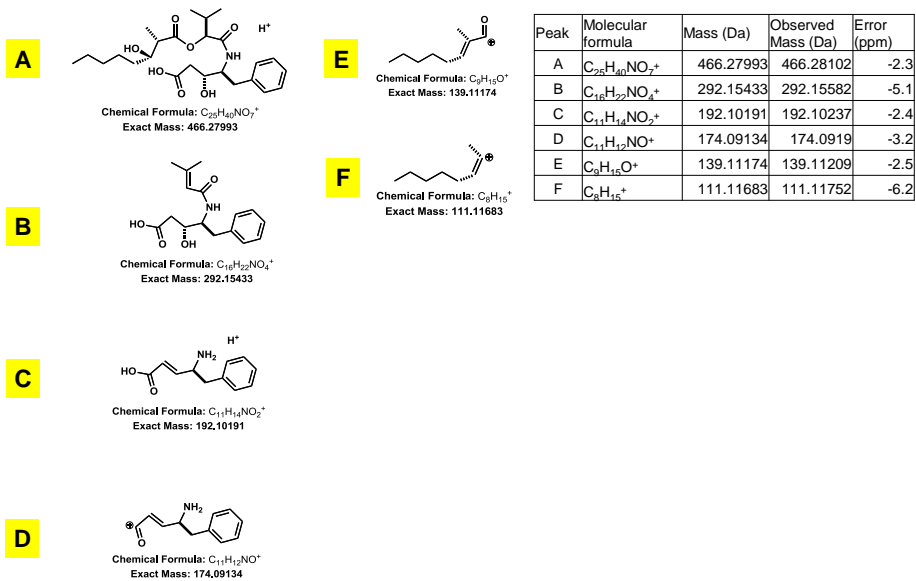 A
H⁺
O
O
O
HO
NH
O
HO
O
OH
Chemical Formula: C₂₅H₄₀NO₇⁺
Exact Mass: 466.27993
B
O
NH
HO
O
OH
Chemical Formula: C₁₆H₂₂NO₄⁺
Exact Mass: 292.15433
C
H⁺
NH₂
HO
O
Chemical Formula: C₁₁H₁₄NO₂⁺
Exact Mass: 192.10191
D
NH₂
⊕
O
Chemical Formula: C₁₁H₁₂NO⁺
Exact Mass: 174.09134
E
O
⊕
Chemical Formula: C₉H₁₅O⁺
Exact Mass: 139.11174
F
⊕
Chemical Formula: C₈H₁₅⁺
Exact Mass: 111.11683
Peak Molecular formula Mass (Da) Observed Mass (Da) Error (ppm)
A C₂₅H₄₀NO₇⁺ 466.27993 466.28102 -2.3
B C₁₆H₂₂NO₄⁺ 292.15433 292.15582 -5.1
C C₁₁H₁₄NO₂⁺ 192.10191 192.10237 -2.4
D C₁₁H₁₂NO⁺ 174.09134 174.0919 -3.2
E C₉H₁₅O⁺ 139.11174 139.11209 -2.5
F C₈H₁₅⁺ 111.11683 111.11752 -6.2